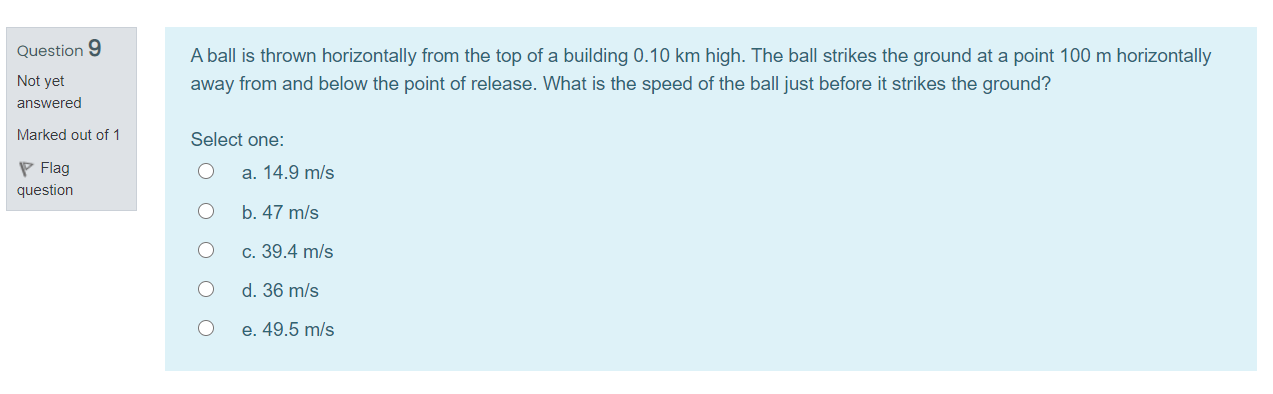 Question 9
Not yet
answered
Marked out of 1
Flag
question
A ball is thrown horizontally from the top of a building 0.10 km high. The ball strikes the ground at a point 100 m horizontally
away from and below the point of release. What is the speed of the ball just before it strikes the ground?
Select one:
a. 14.9 m/s
b. 47 m/s
c. 39.4 m/s
d. 36 m/s
e. 49.5 m/s